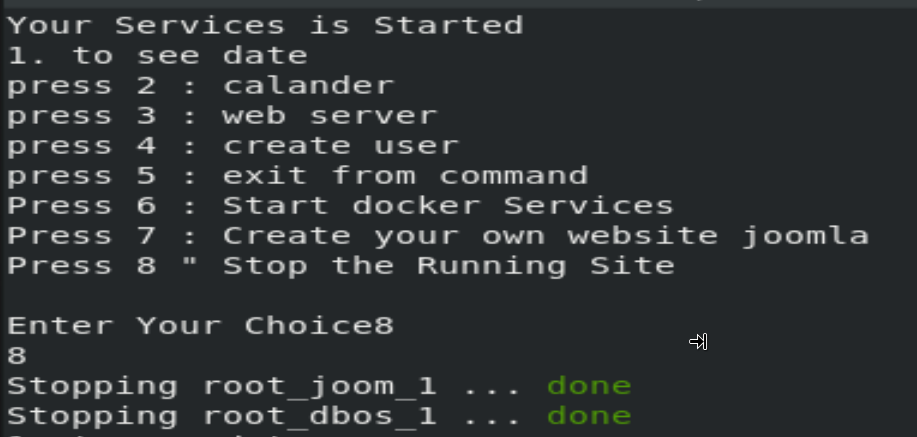 Your Services is Started
1. to see date
press 2 : calander
press 3 : web server
press 4 : create user
press 5 : exit from command
Press 6 : Start docker Services
Press 7 : Create your own website joomla
Press 8 " Stop the Running Site
Enter Your Choice8
8
Stopping root_joom_1 ... done
Stopping root_dbos_1 ... done